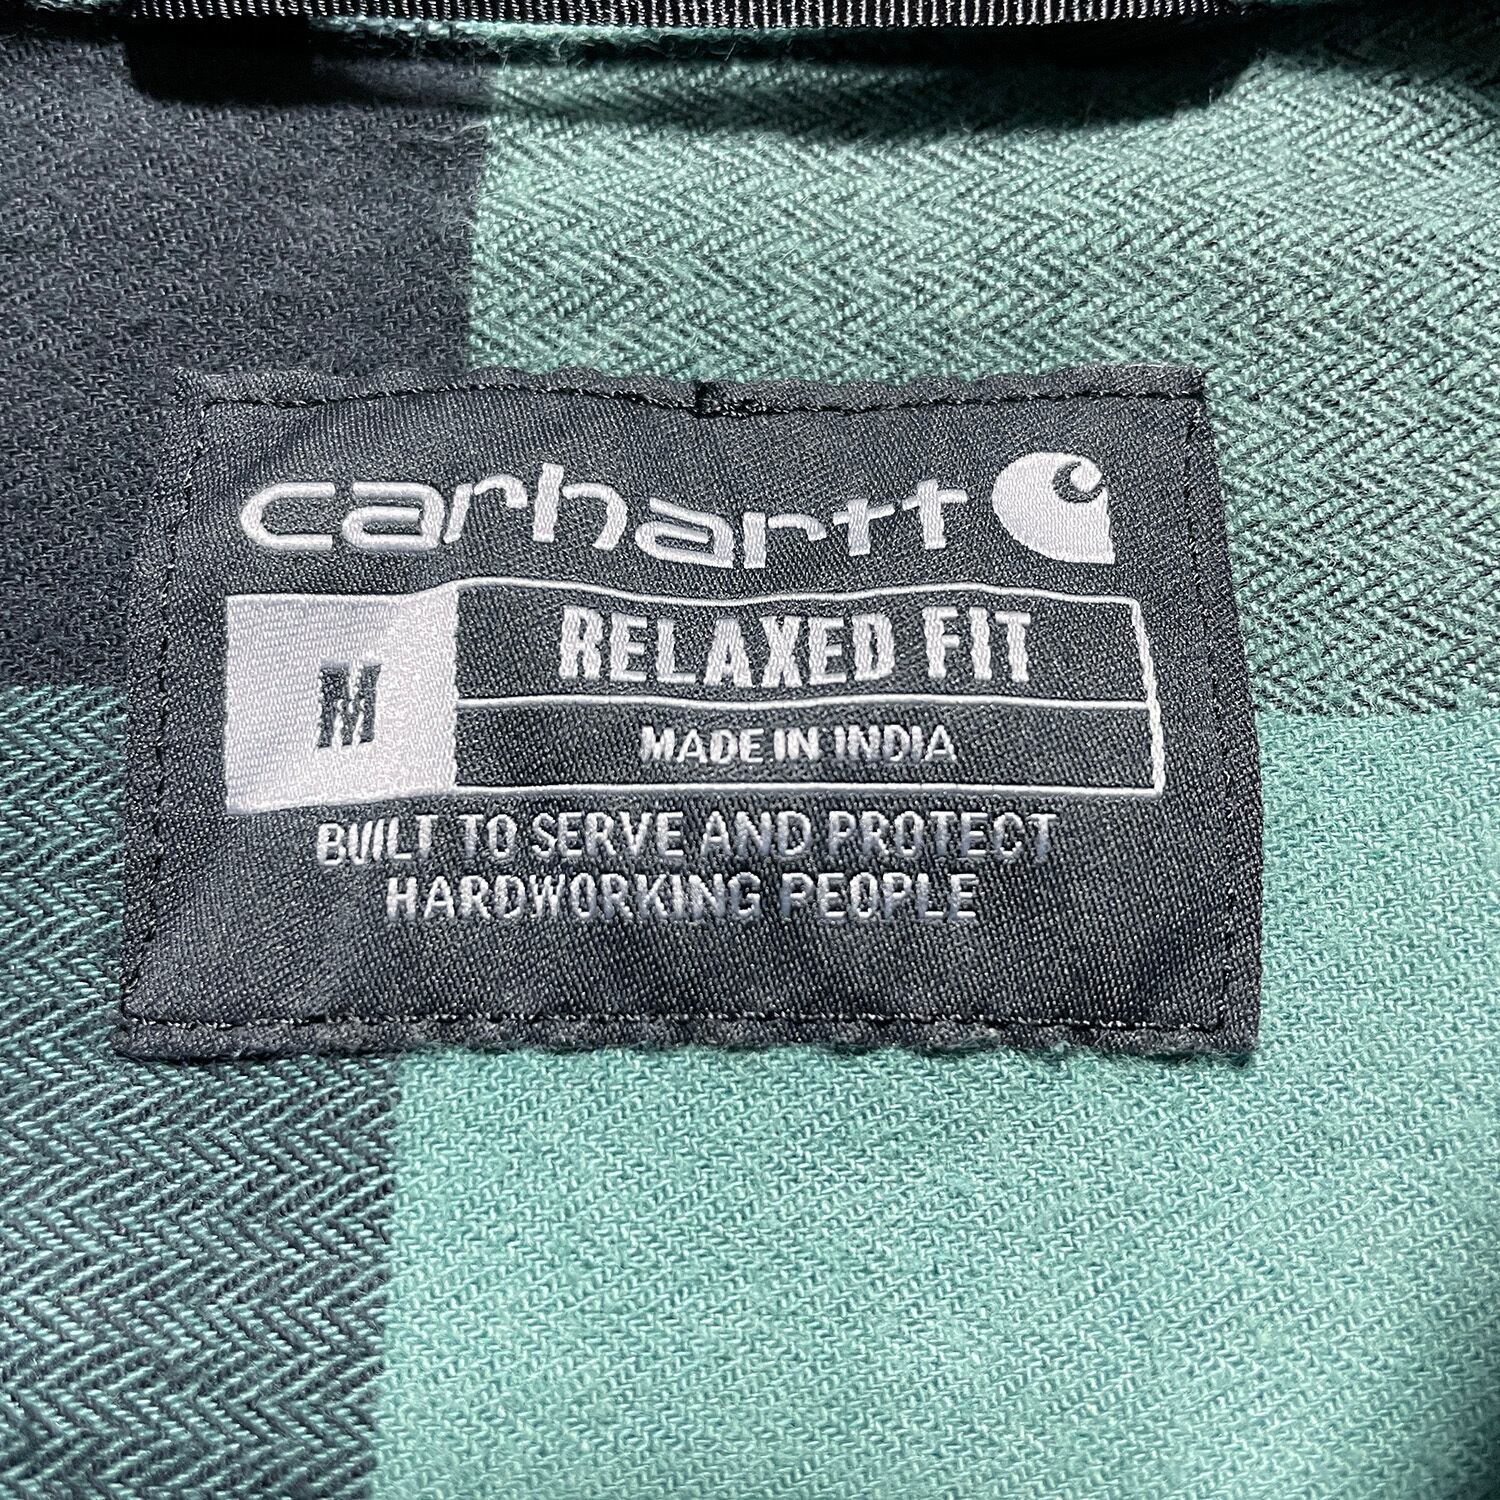 carhartt
M
RELAXED FIT
MADE IN INDIA
BUILT TO SERVE AND PROTECT
HARDWORKING PEOPLE